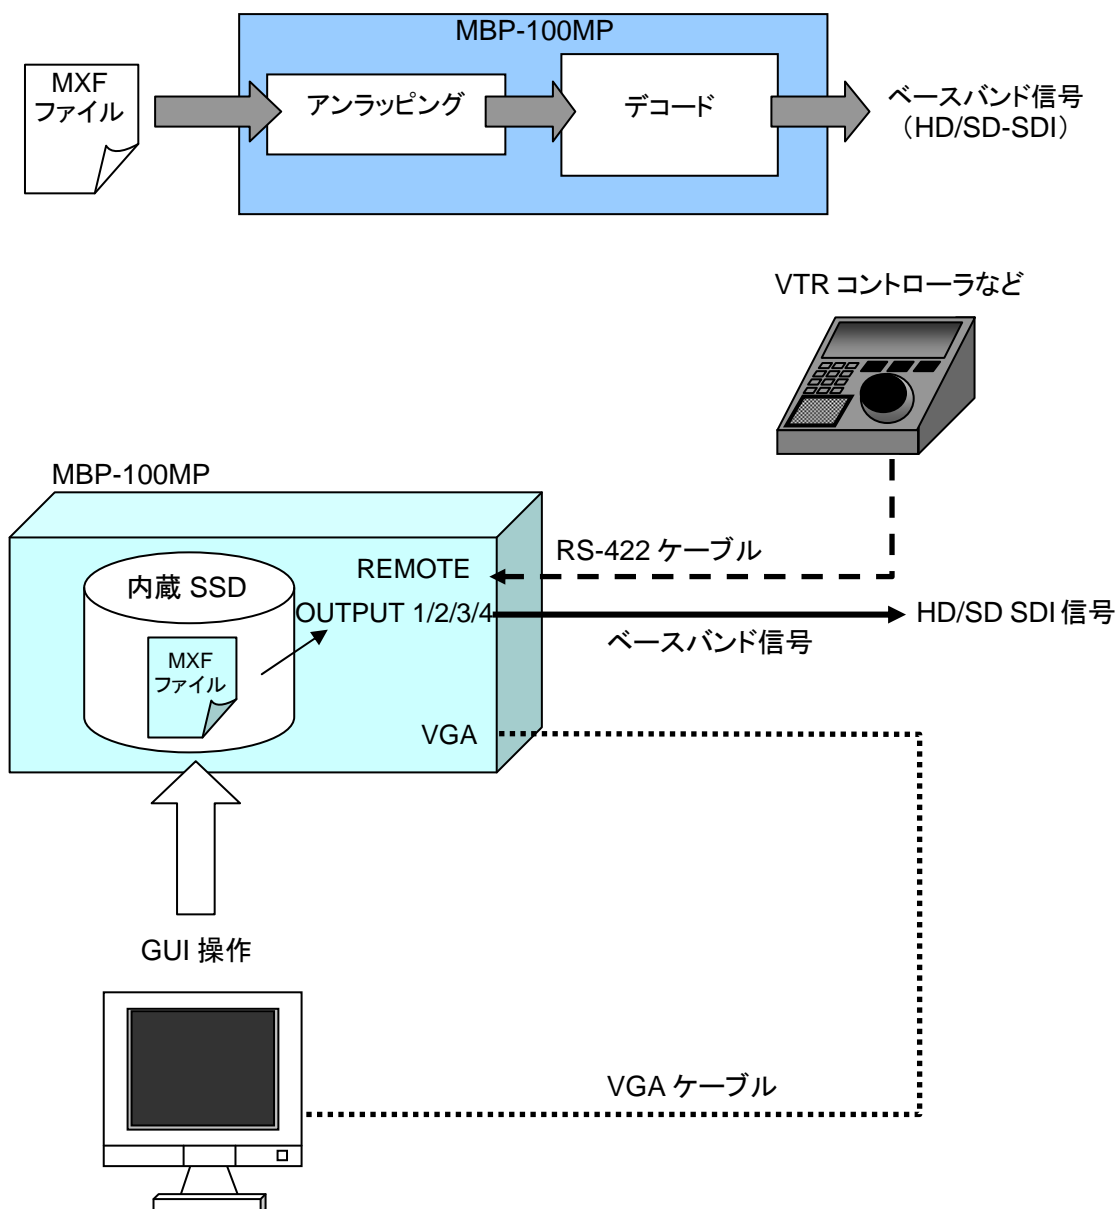 MBP-100MP
MXF
ファイル
アンラッピング
デコード
ベースバンド信号
（HD/SD-SDI）
VTR コントローラなど
MBP-100MP
RS-422 ケーブル
内蔵 SSD
REMOTE
OUTPUT 1/2/3/4
HD/SD SDI 信号
ベースバンド信号
MXF
ファイル
VGA
GUI 操作
VGA ケーブル